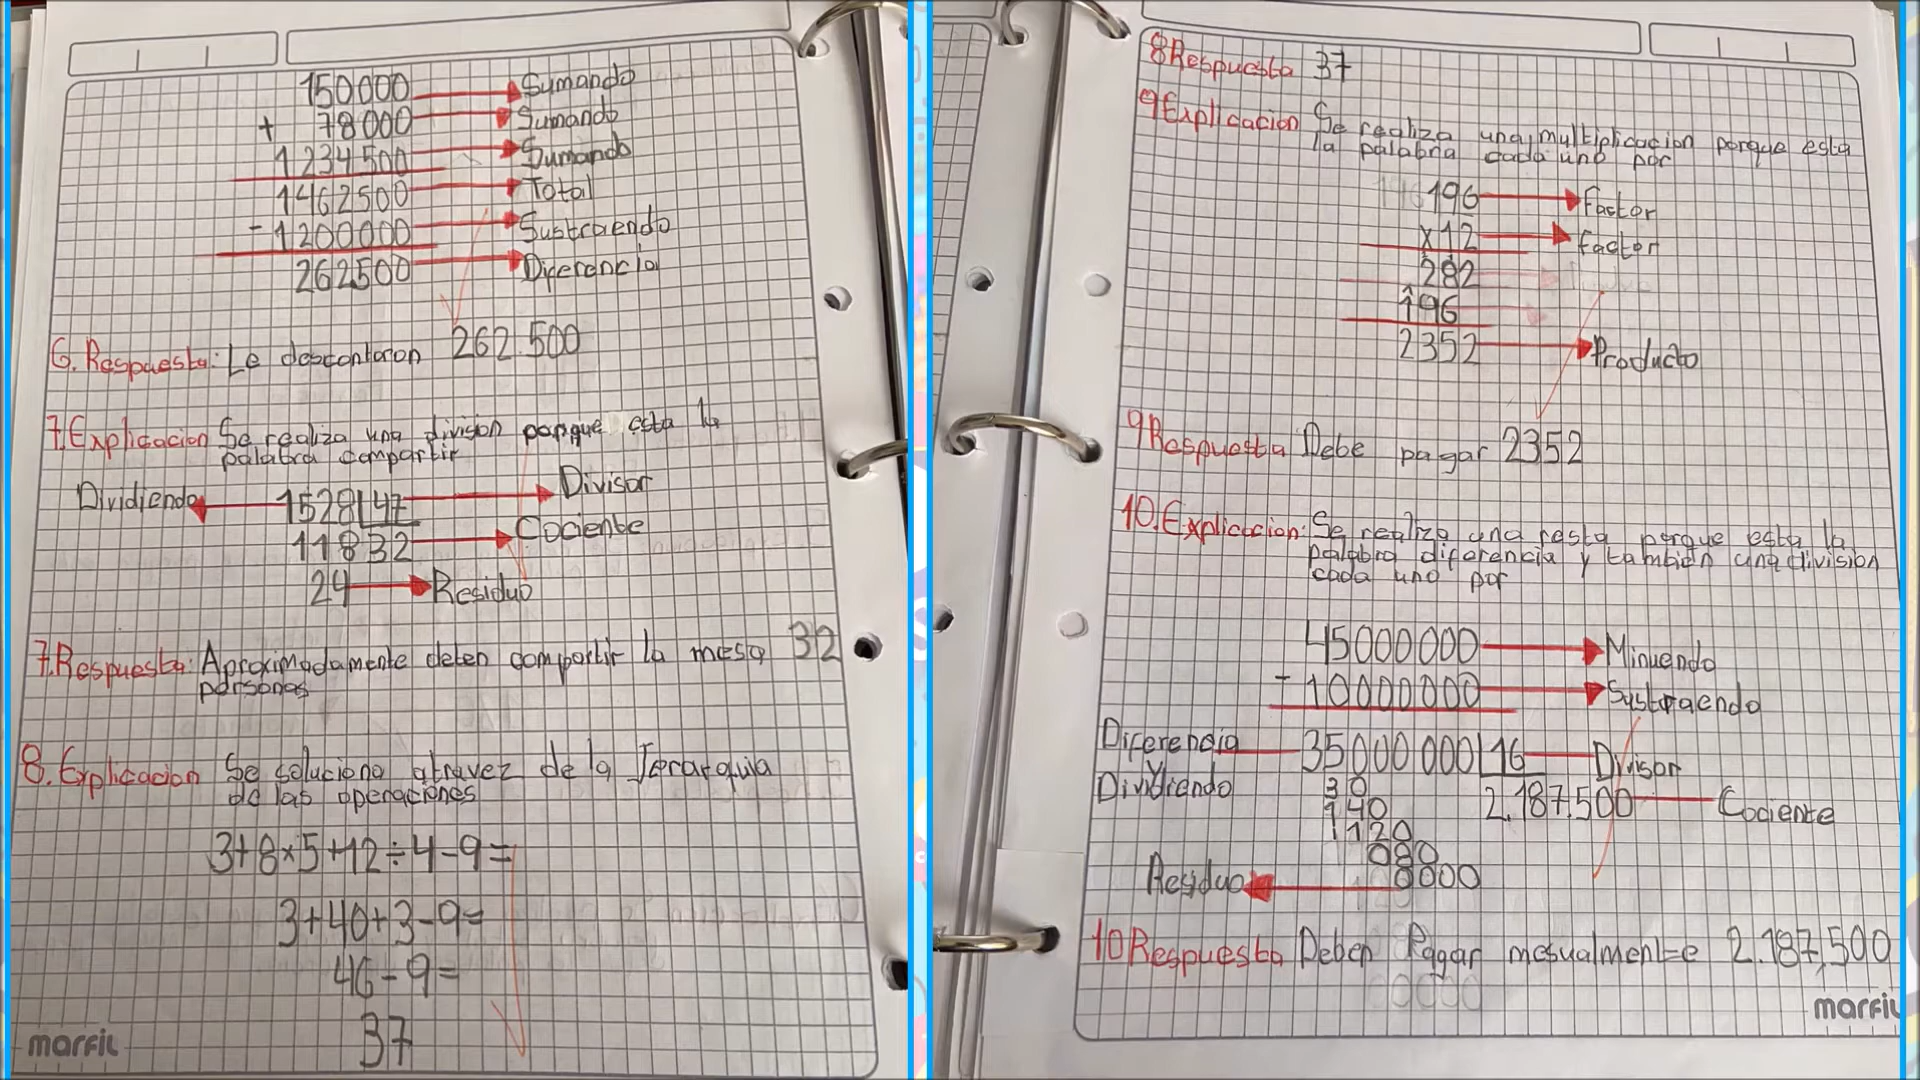 150000 Sumando
+ 78000 Sumando
1234500 Sumando
1462500 Total
- 1200000 Sustraendo
262500 Diferencia
6. Respuesta: Le descontaron 262.500
7. Explicacion Se realiza una division porque esta la
palabra compartir
Dividiendo 1528 47 Divisor
118 32 Cociente
24 Residuo
7. Respuesta: Aproximadamente deben compartir la mesa 32
personas
8. Explicacion Se soluciona atravez de la Jerarquia
de las operaciones
3+8×5+12÷4-9=
3+40+3-9=
46-9=
37
marfil
8 Respuesta 37
9 Explicacion Se realiza una multiplicacion porque esta
la palabra cada uno por
196 Factor
x12 Factor
282
196
2352 Producto
9 Respuesta Debe pagar 2352
10. Explicacion: Se realiza una resta porque esta la
palabra diferencia y tambien una division
cada uno por
45000000 Minuendo
- 10000000 Sustraendo
Diferencia 35000000 16 Divisor
Dividiendo 30 2.187.500 Cociente
140
1120
080
Residuo 0000
10 Respuesta Deben Pagar mesualmente 2.187,500
marfil